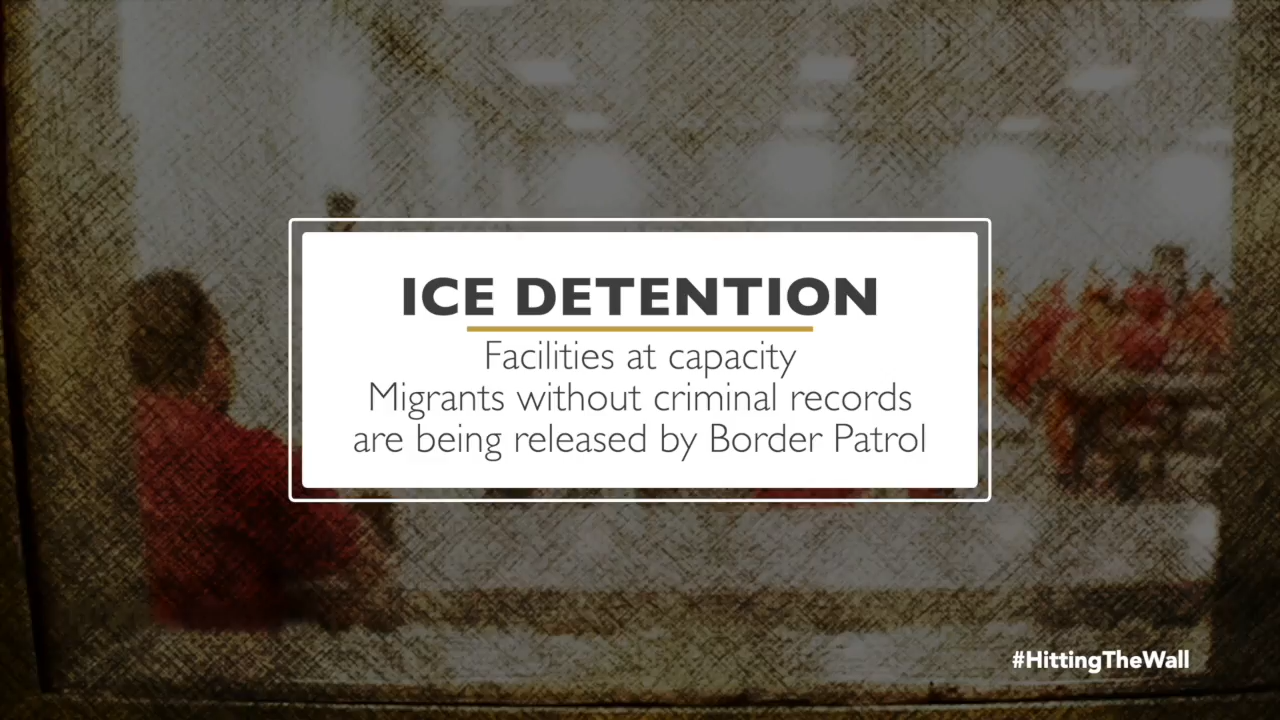 ICE DETENTION
Facilities at capacity
Migrants without criminal records
are being released by Border Patrol
#HittingTheWall